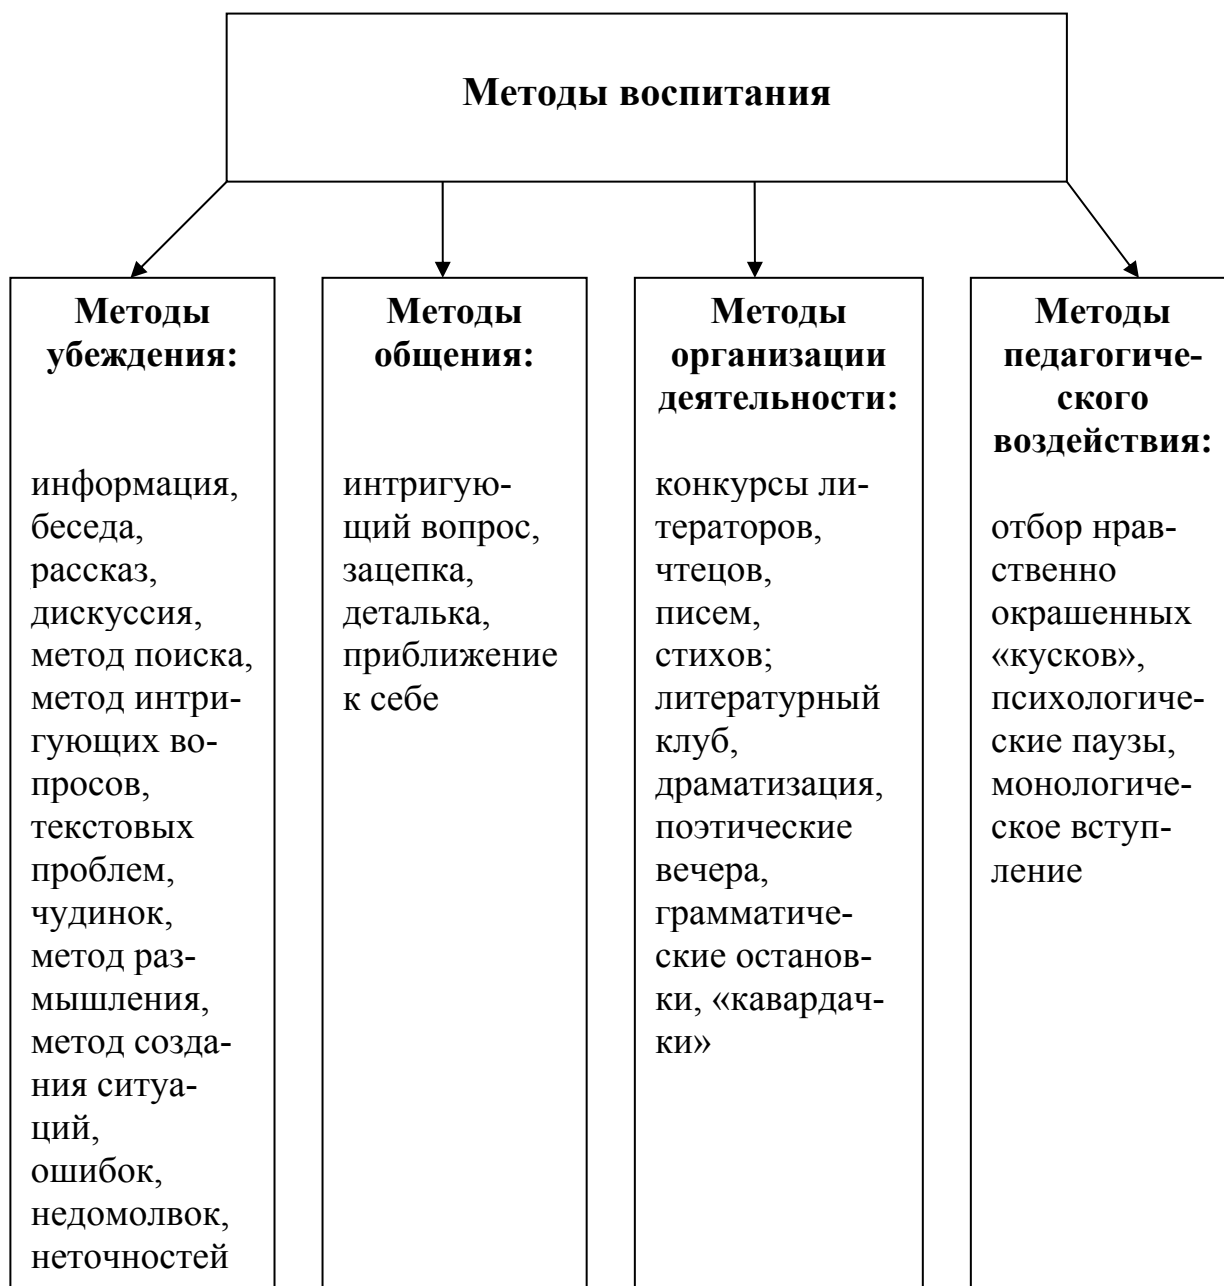 Методы воспитания
Методы
убеждения:
информация,
беседа,
рассказ,
дискуссия,
метод поиска,
метод интри-
гующих во-
просов,
текстовых
проблем,
чудинок,
метод раз-
мышления,
метод созда-
ния ситуа-
ций,
ошибок,
недомолвок,
неточностей
Методы
общения:
интригую-
щий вопрос,
зацепка,
деталька,
приближение
к себе
Методы
организации
деятельности:
конкурсы ли-
тераторов,
чтецов,
писем,
стихов;
литературный
клуб,
драматизация,
поэтические
вечера,
грамматиче-
ские останов-
ки, «кавардач-
ки»
Методы
педагогиче-
ского
воздействия:
отбор нрав-
ственно
окрашенных
«кусков»,
психологиче-
ские паузы,
монологиче-
ское вступ-
ление